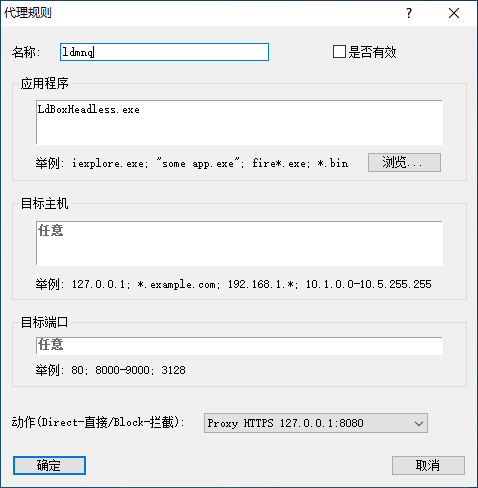 代理规则
名称:
ldmnq
是否有效
应用程序
LdBoxHeadless.exe
举例: iexplore.exe; "some app.exe"; fire*.exe; *.bin
浏览...
目标主机
任意
举例: 127.0.0.1; *.example.com; 192.168.1.*; 10.1.0.0-10.5.255.255
目标端口
任意
举例: 80; 8000-9000; 3128
动作(Direct-直接/Block-拦截):
Proxy HTTPS 127.0.0.1:8080
确定
取消